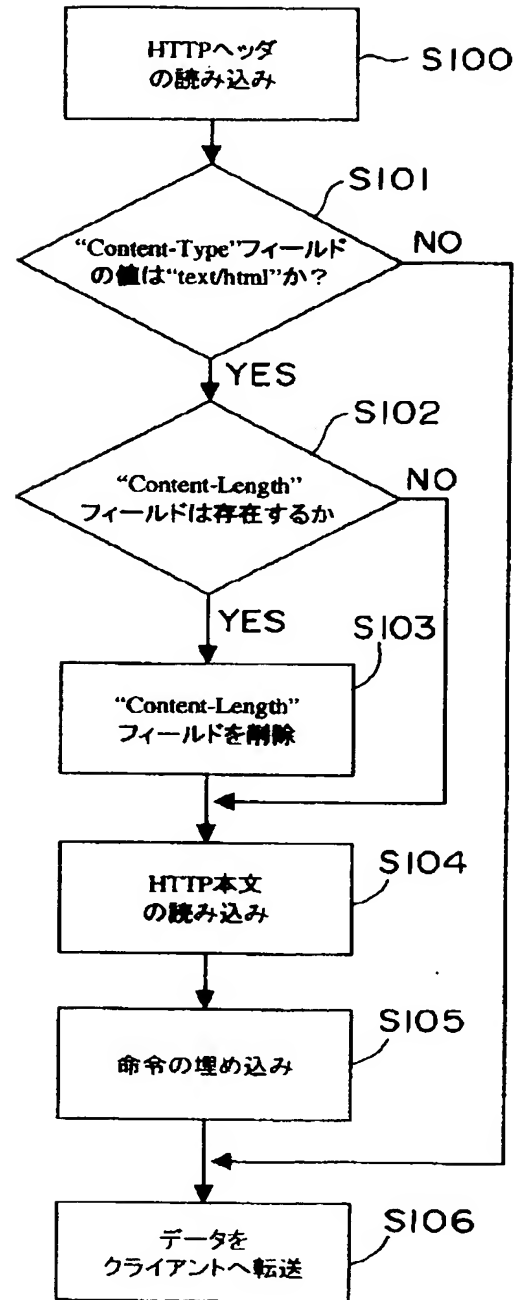 HTTPヘッダ
の読み込み
S100
S101
“Content-Type”フィールド
の値は“text/html”か？
NO
YES
S102
“Content-Length”
フィールドは存在するか
NO
YES
S103
“Content-Length”
フィールドを削除
S104
HTTP本文
の読み込み
S105
命令の埋め込み
S106
データを
クライアントへ転送